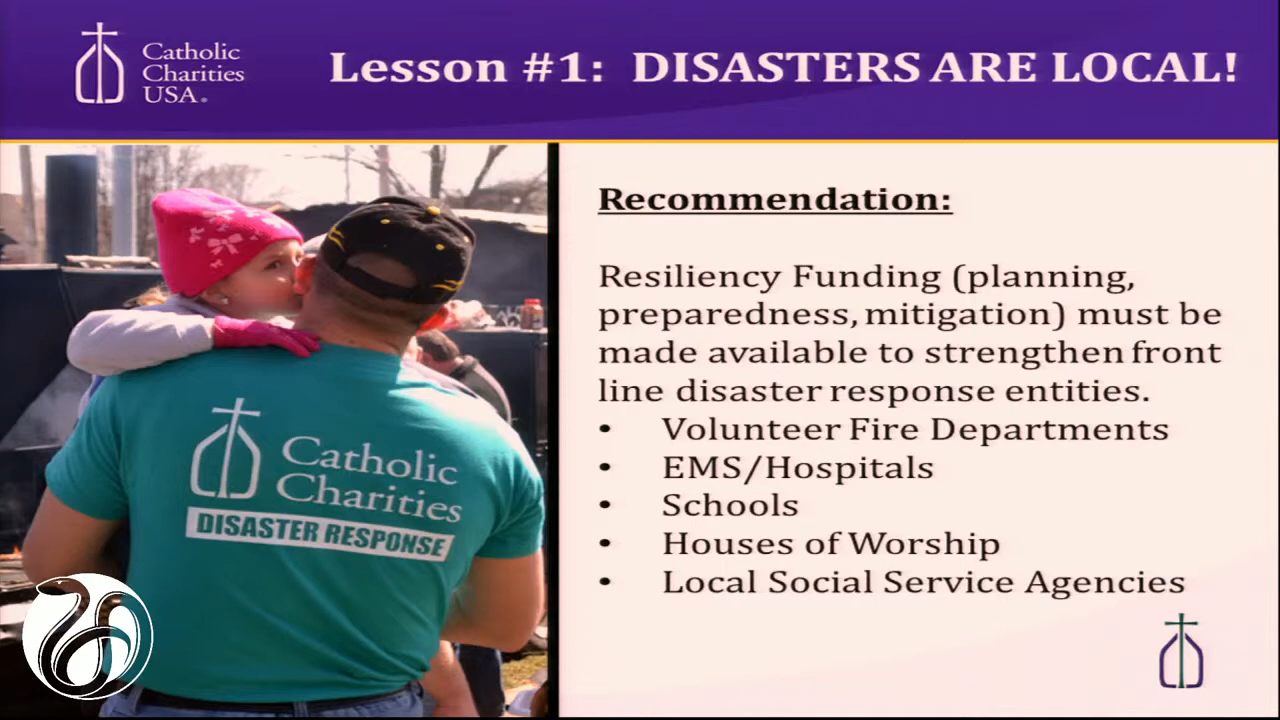 Catholic
Charities
USA®
Lesson #1: DISASTERS ARE LOCAL!
Catholic
Charities
DISASTER RESPONSE
Recommendation:
Resiliency Funding (planning,
preparedness, mitigation) must be
made available to strengthen front
line disaster response entities.
• Volunteer Fire Departments
• EMS/Hospitals
• Schools
• Houses of Worship
• Local Social Service Agencies